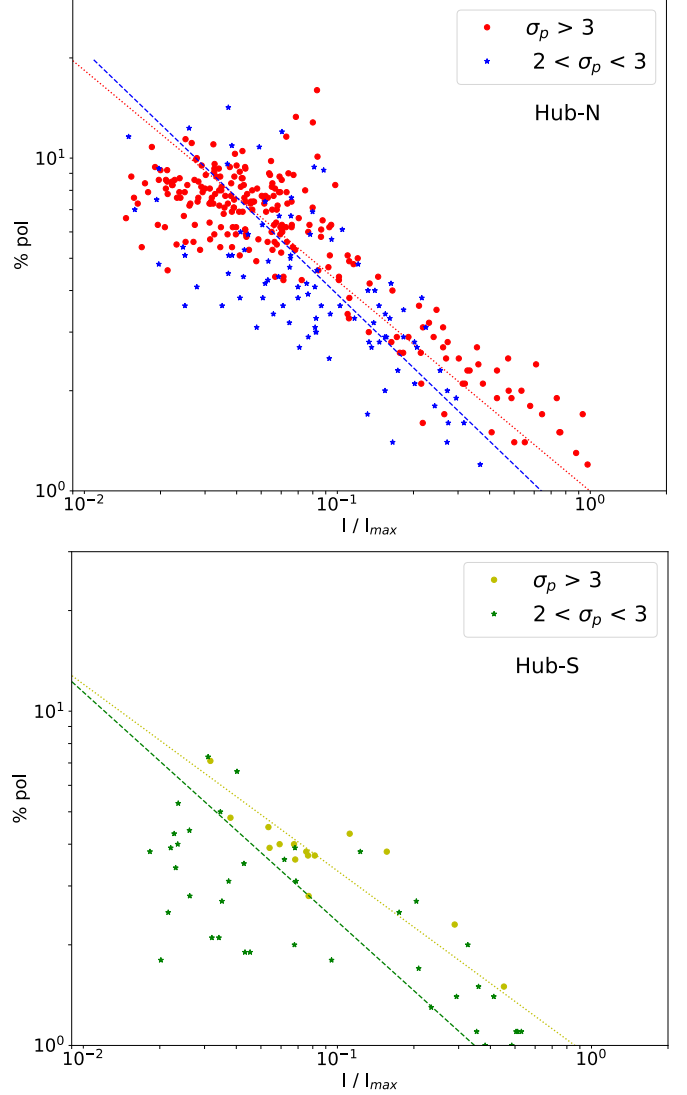 σₚ > 3
2 < σₚ < 3
Hub-N
10¹
% pol
10⁰
10⁻² 10⁻¹ 10⁰
I / Iₘₐₓ
σₚ > 3
2 < σₚ < 3
Hub-S
10¹
% pol
10⁰
10⁻² 10⁻¹ 10⁰
I / Iₘₐₓ